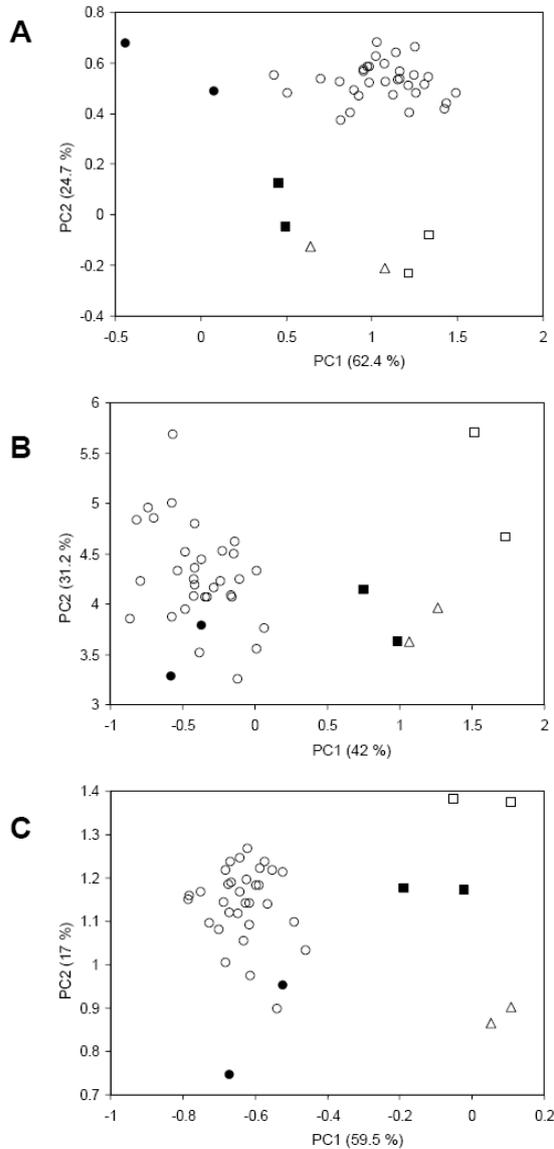 A
0.8
0.6
0.4
0.2
0
-0.2
-0.4
PC2 (24.7 %)
-0.5 0 0.5 1 1.5 2
PC1 (62.4 %)
B
6
5.5
5
4.5
4
3.5
3
PC2 (31.2 %)
-1 -0.5 0 0.5 1 1.5 2
PC1 (42 %)
C
1.4
1.3
1.2
1.1
1
0.9
0.8
0.7
PC2 (17 %)
-1 -0.8 -0.6 -0.4 -0.2 0 0.2
PC1 (59.5 %)